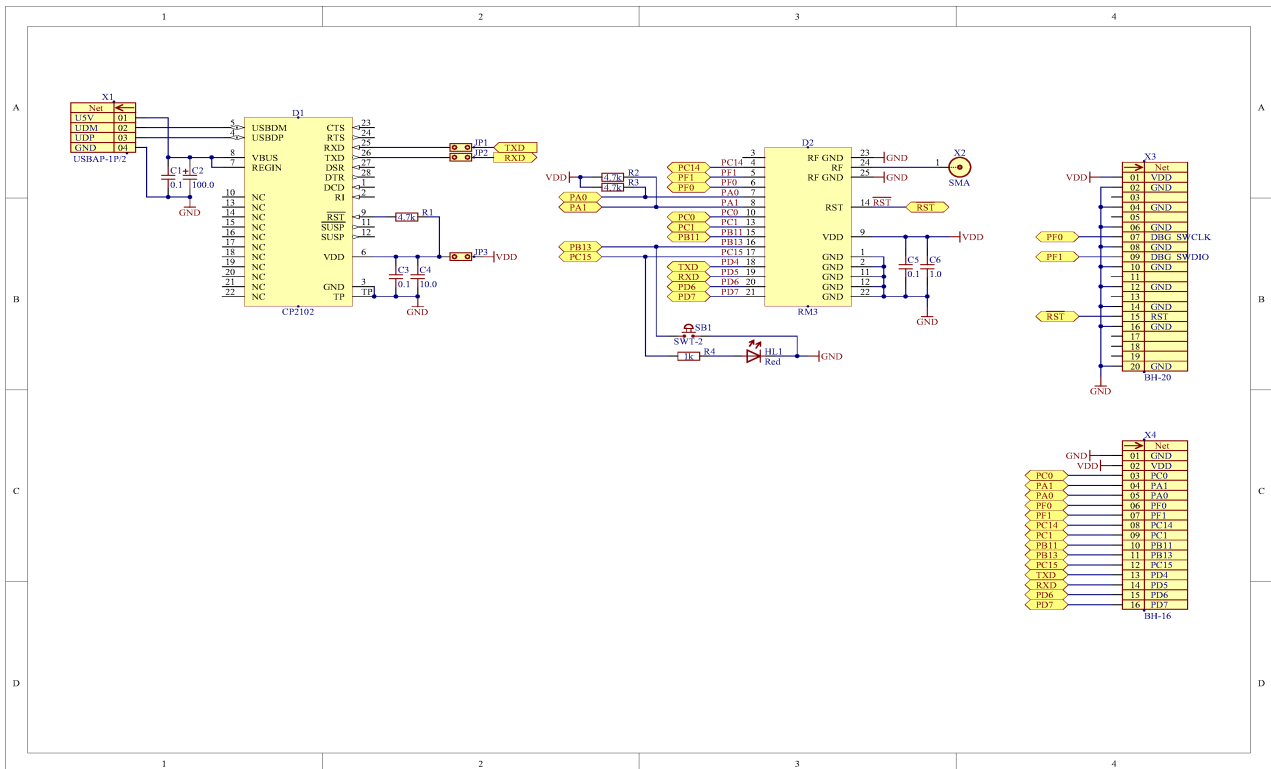 1 2 3 4
A A
B B
C C
D D
1 2 3 4
X1
Net
U5V 01
UDM 02
UDP 03
GND 04
USBAP-1P/2
C1 0.1
C2 100.0
GND
D1
5 USBDM CTS 23
4 USBDP RTS 24
RXD 25
8 VBUS TXD 26
7 REGIN DSR 27
DTR 28
DCD 1
10 NC RI 2
13 NC
14 NC RST 9
15 NC SUSP 11
16 NC SUSP 12
17 NC
18 NC VDD 6
19 NC
20 NC
21 NC GND 3
22 NC TP TP
CP2102
JP1 TXD
JP2 RXD
4.7k R1
JP3 VDD
C3 0.1
C4 10.0
GND
VDD 4.7k R2
4.7k R3
PA0
PA1
PB13
PC15
D2
3 RF GND 23 GND
PC14 PC14 4 RF 24 1
PF1 PF1 5 RF GND 25 GND
PF0 PF0 6
PA0 7
PA1 8 RST 14 RST RST
PC0 PC0 10
PC1 PC1 13
PB11 PB11 15 VDD 9 VDD
PB13 16
PC15 17 GND 1
TXD PD4 18 GND 2
RXD PD5 19 GND 11
PD6 PD6 20 GND 12
PD7 PD7 21 GND 22
RM3
X2
SMA
C5 0.1
C6 1.0
GND
SB1
SWT-2
1k R4
HL1
Red
GND
X3
Net
VDD 01 VDD
02 GND
03
04 GND
05
06 GND
PF0 07 DBG SWCLK
08 GND
PF1 09 DBG SWDIO
10 GND
11
12 GND
13
14 GND
RST 15 RST
16 GND
17
18
19
20 GND
BH-20
GND
X4
Net
GND 01 GND
VDD 02 VDD
PC0 03 PC0
PA1 04 PA1
PA0 05 PA0
PF0 06 PF0
PF1 07 PF1
PC14 08 PC14
PC1 09 PC1
PB11 10 PB11
PB13 11 PB13
PC15 12 PC15
TXD 13 PD4
RXD 14 PD5
PD6 15 PD6
PD7 16 PD7
BH-16